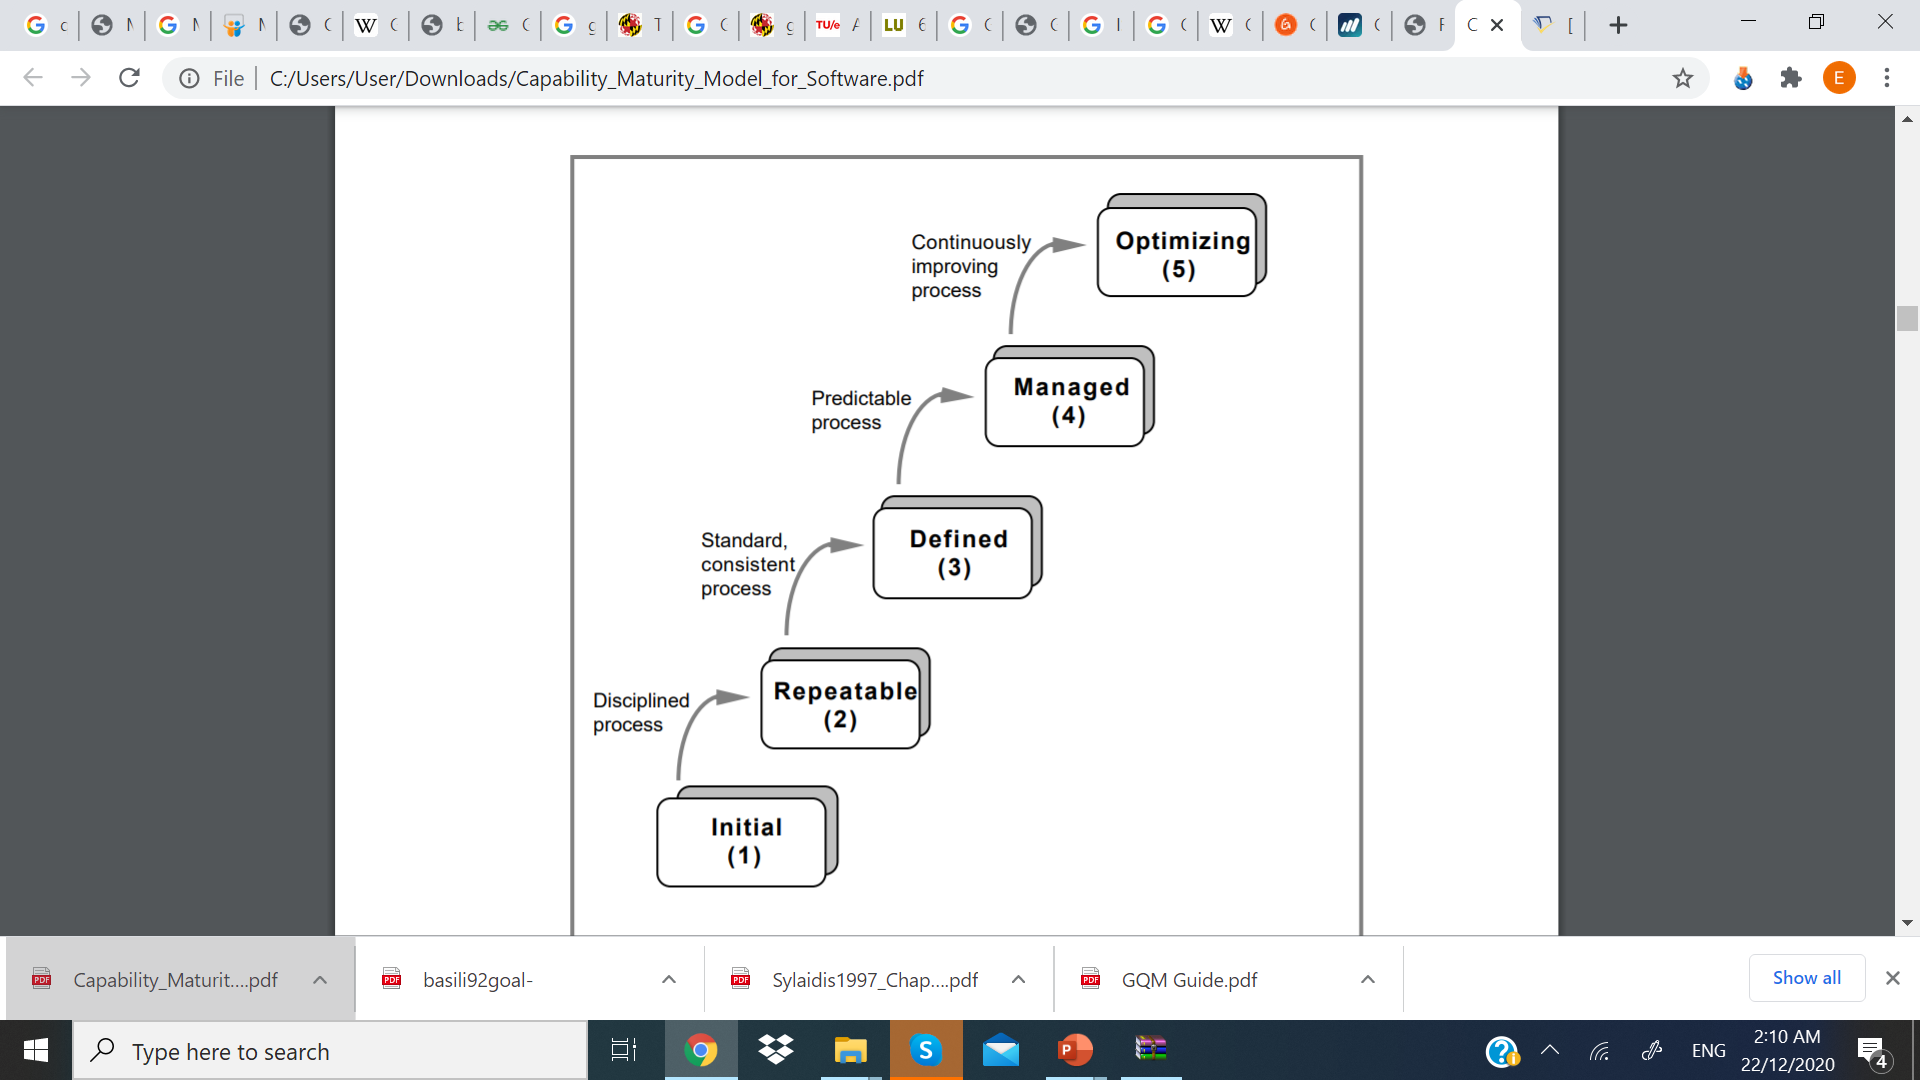 File
C:/Users/User/Downloads/Capability_Maturity_Model_for_Software.pdf
Continuously
improving
process
Optimizing
(5)
Predictable
process
Managed
(4)
Standard,
consistent
process
Defined
(3)
Disciplined
process
Repeatable
(2)
Initial
(1)
Capability_Maturit....pdf
basili92goal-
Sylaidis1997_Chap....pdf
GQM Guide.pdf
Show all
Type here to search
ENG
2:10 AM
22/12/2020
4